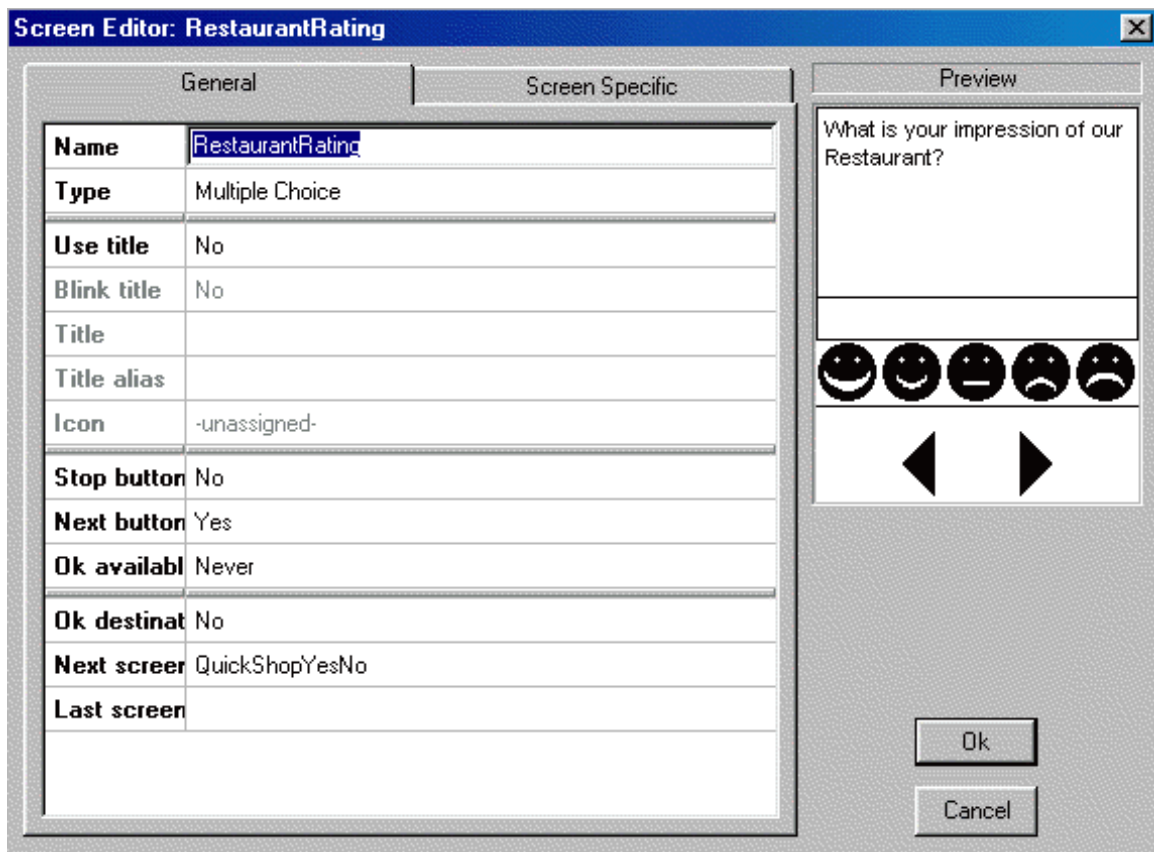 Screen Editor: RestaurantRating
General
Screen Specific
Preview
Name RestaurantRating
Type Multiple Choice
Use title No
Blink title No
Title
Title alias
Icon -unassigned-
Stop button No
Next button Yes
Ok availabl Never
Ok destinat No
Next screer QuickShopYesNo
Last screen
What is your impression of our
Restaurant?
Ok
Cancel